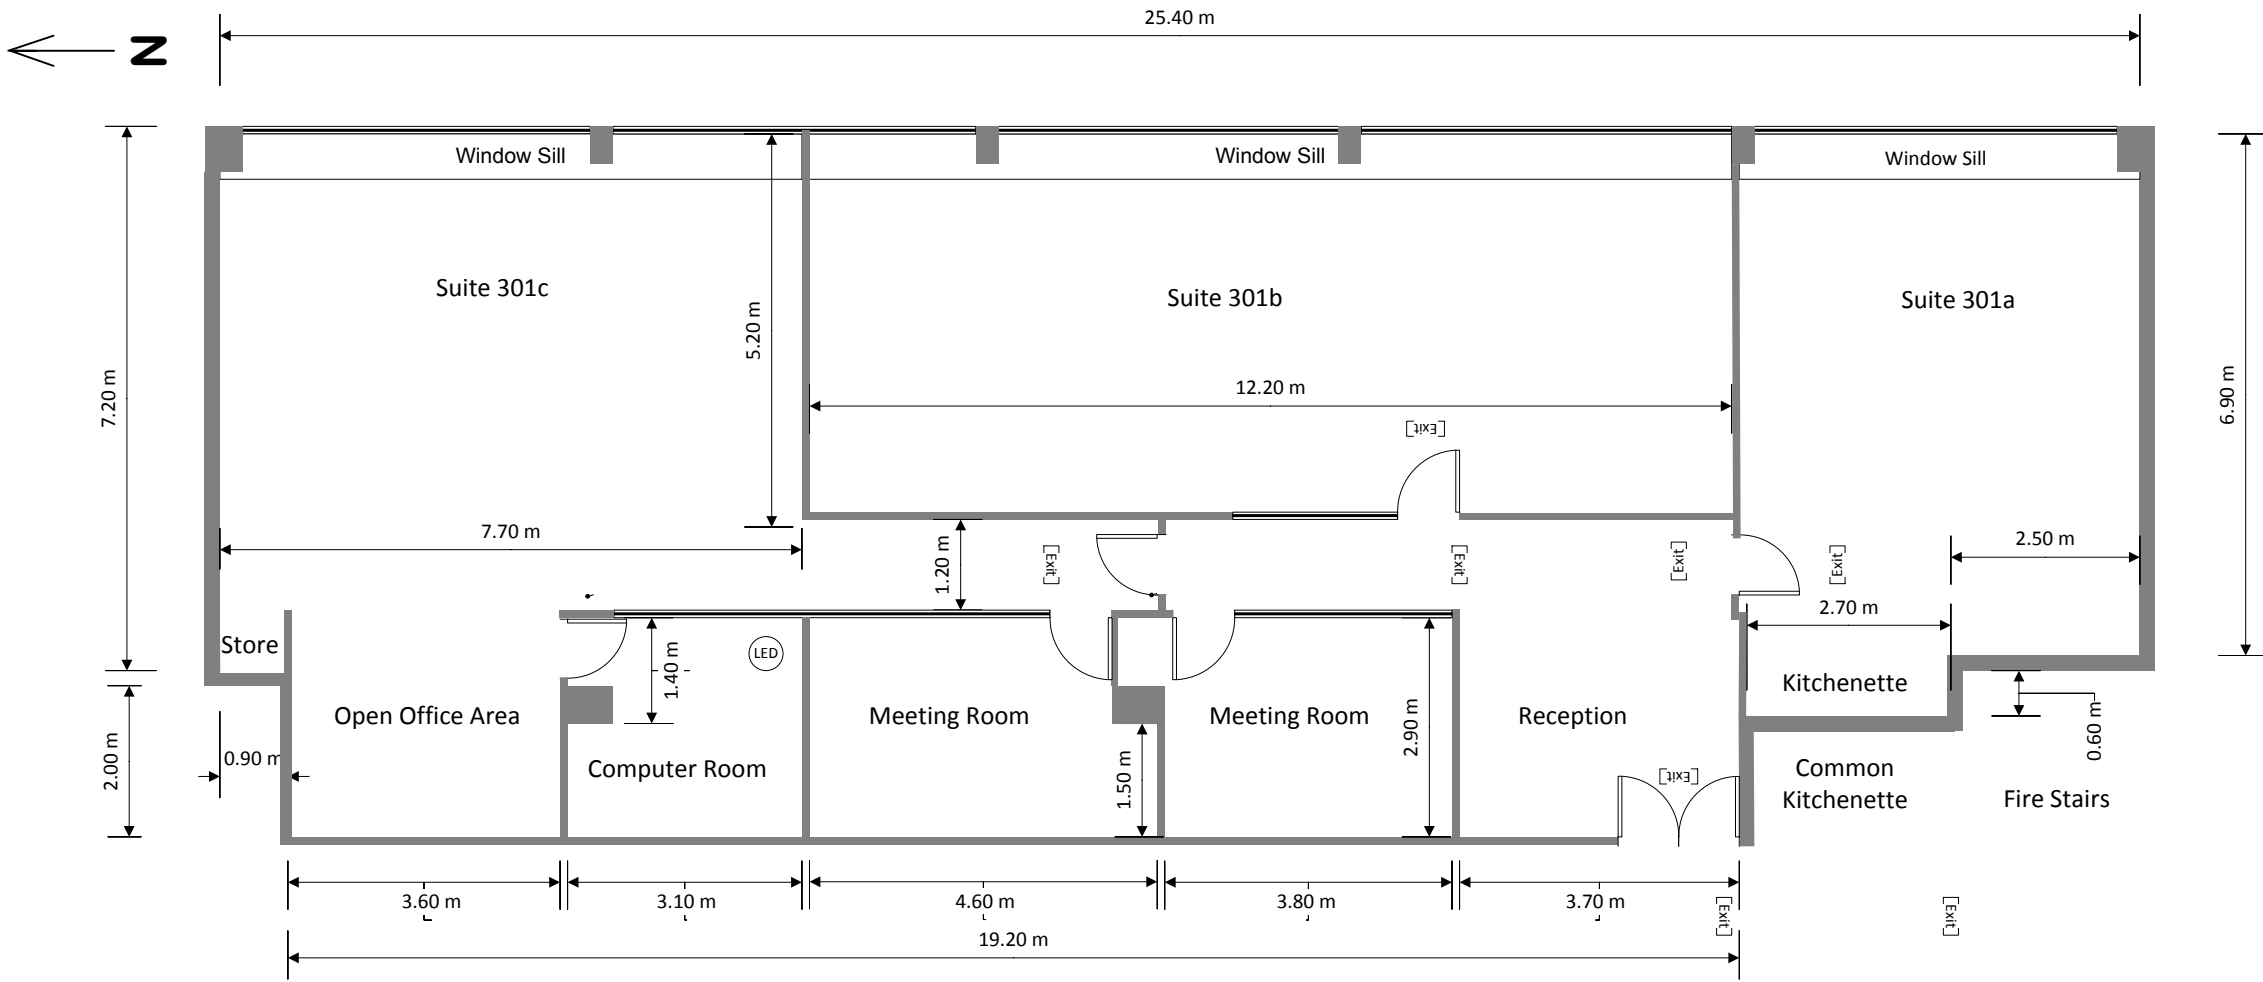 25.40 m
N
Window Sill
Window Sill
Window Sill
Suite 301c
Suite 301b
Suite 301a
5.20 m
7.20 m
12.20 m
6.90 m
[Exit]
7.70 m
1.20 m
[Exit]
[Exit]
[Exit]
[Exit]
2.50 m
2.70 m
Store
LED
1.40 m
Kitchenette
Open Office Area
Meeting Room
Meeting Room
Reception
2.90 m
0.60 m
2.00 m
0.90 m
Computer Room
1.50 m
[Exit]
Common
Kitchenette
Fire Stairs
3.60 m
3.10 m
4.60 m
3.80 m
3.70 m
[Exit]
[Exit]
19.20 m